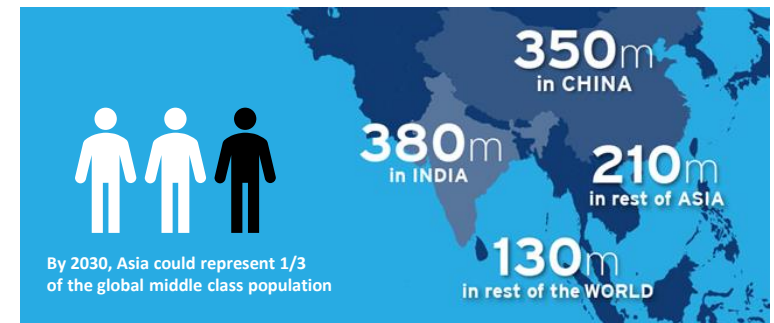 350m
in CHINA
380m
in INDIA
210m
in rest of ASIA
130m
in rest of the WORLD
By 2030, Asia could represent 1/3
of the global middle class population